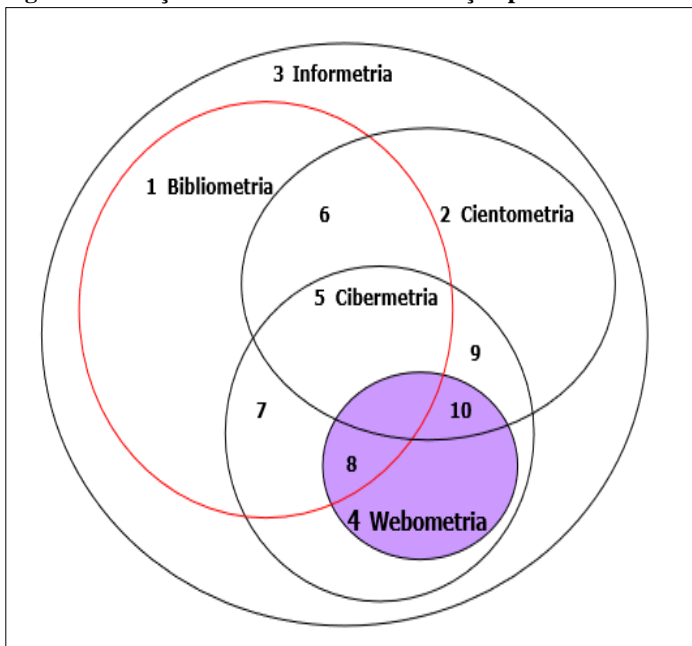 3 Informetria
1 Bibliometria
6
2 Cientometria
5 Cibermetria
9
7
10
8
4 Webometria